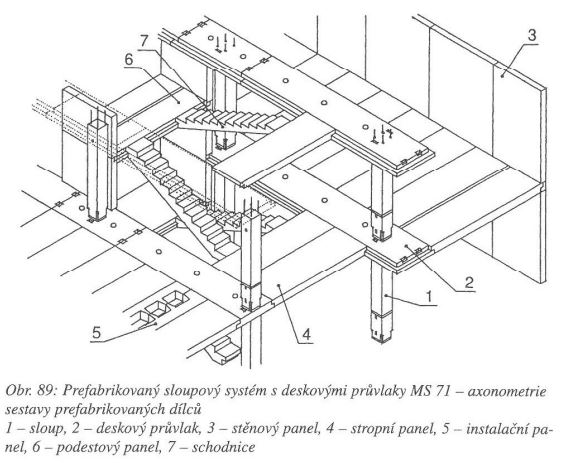 7
6
3
2
1
5
4
Obr. 89: Prefabrikovaný sloupový systém s deskovými průvlaky MS 71 – axonometrie
sestavy prefabrikovaných dílců
1 – sloup, 2 – deskový průvlak, 3 – stěnový panel, 4 – stropní panel, 5 – instalační pa-
nel, 6 – podestový panel, 7 – schodnice